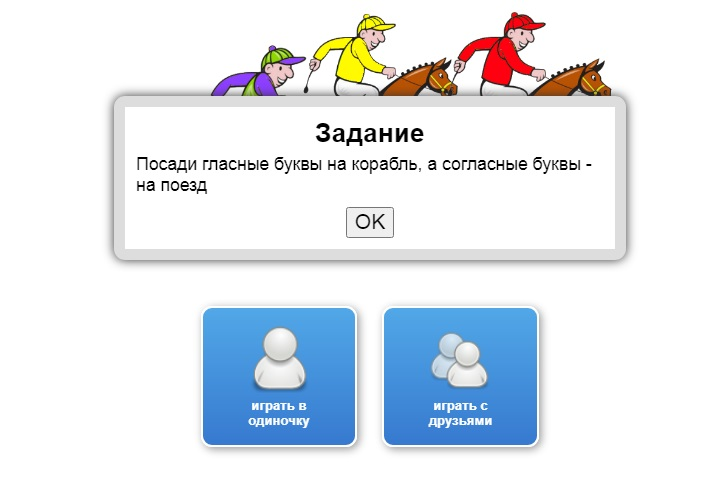 Задание
Посади гласные буквы на корабль, а согласные буквы -
на поезд
OK
играть в
одиночку
играть с
друзьями